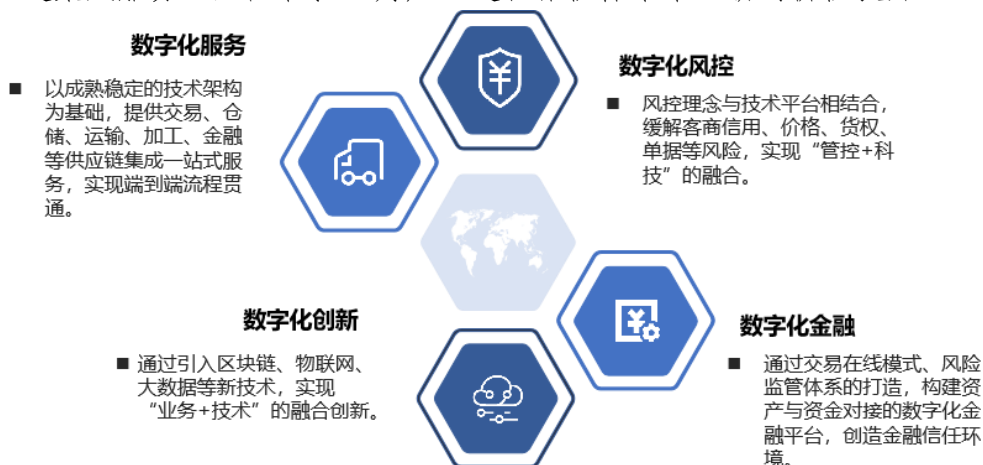 数字化服务
■ 以成熟稳定的技术架构
为基础，提供交易、仓
储、运输、加工、金融
等供应链集成一站式服
务，实现端到端流程贯
通。
数字化风控
■ 风控理念与技术平台相结合，
缓解客商信用、价格、货权、
单据等风险，实现“管控+科
技”的融合。
数字化创新
■ 通过引入区块链、物联网、
大数据等新技术，实现
“业务+技术”的融合创新。
数字化金融
■ 通过交易在线模式、风险
监管体系的打造，构建资
产与资金对接的数字化金
融平台，创造金融信任环
境。